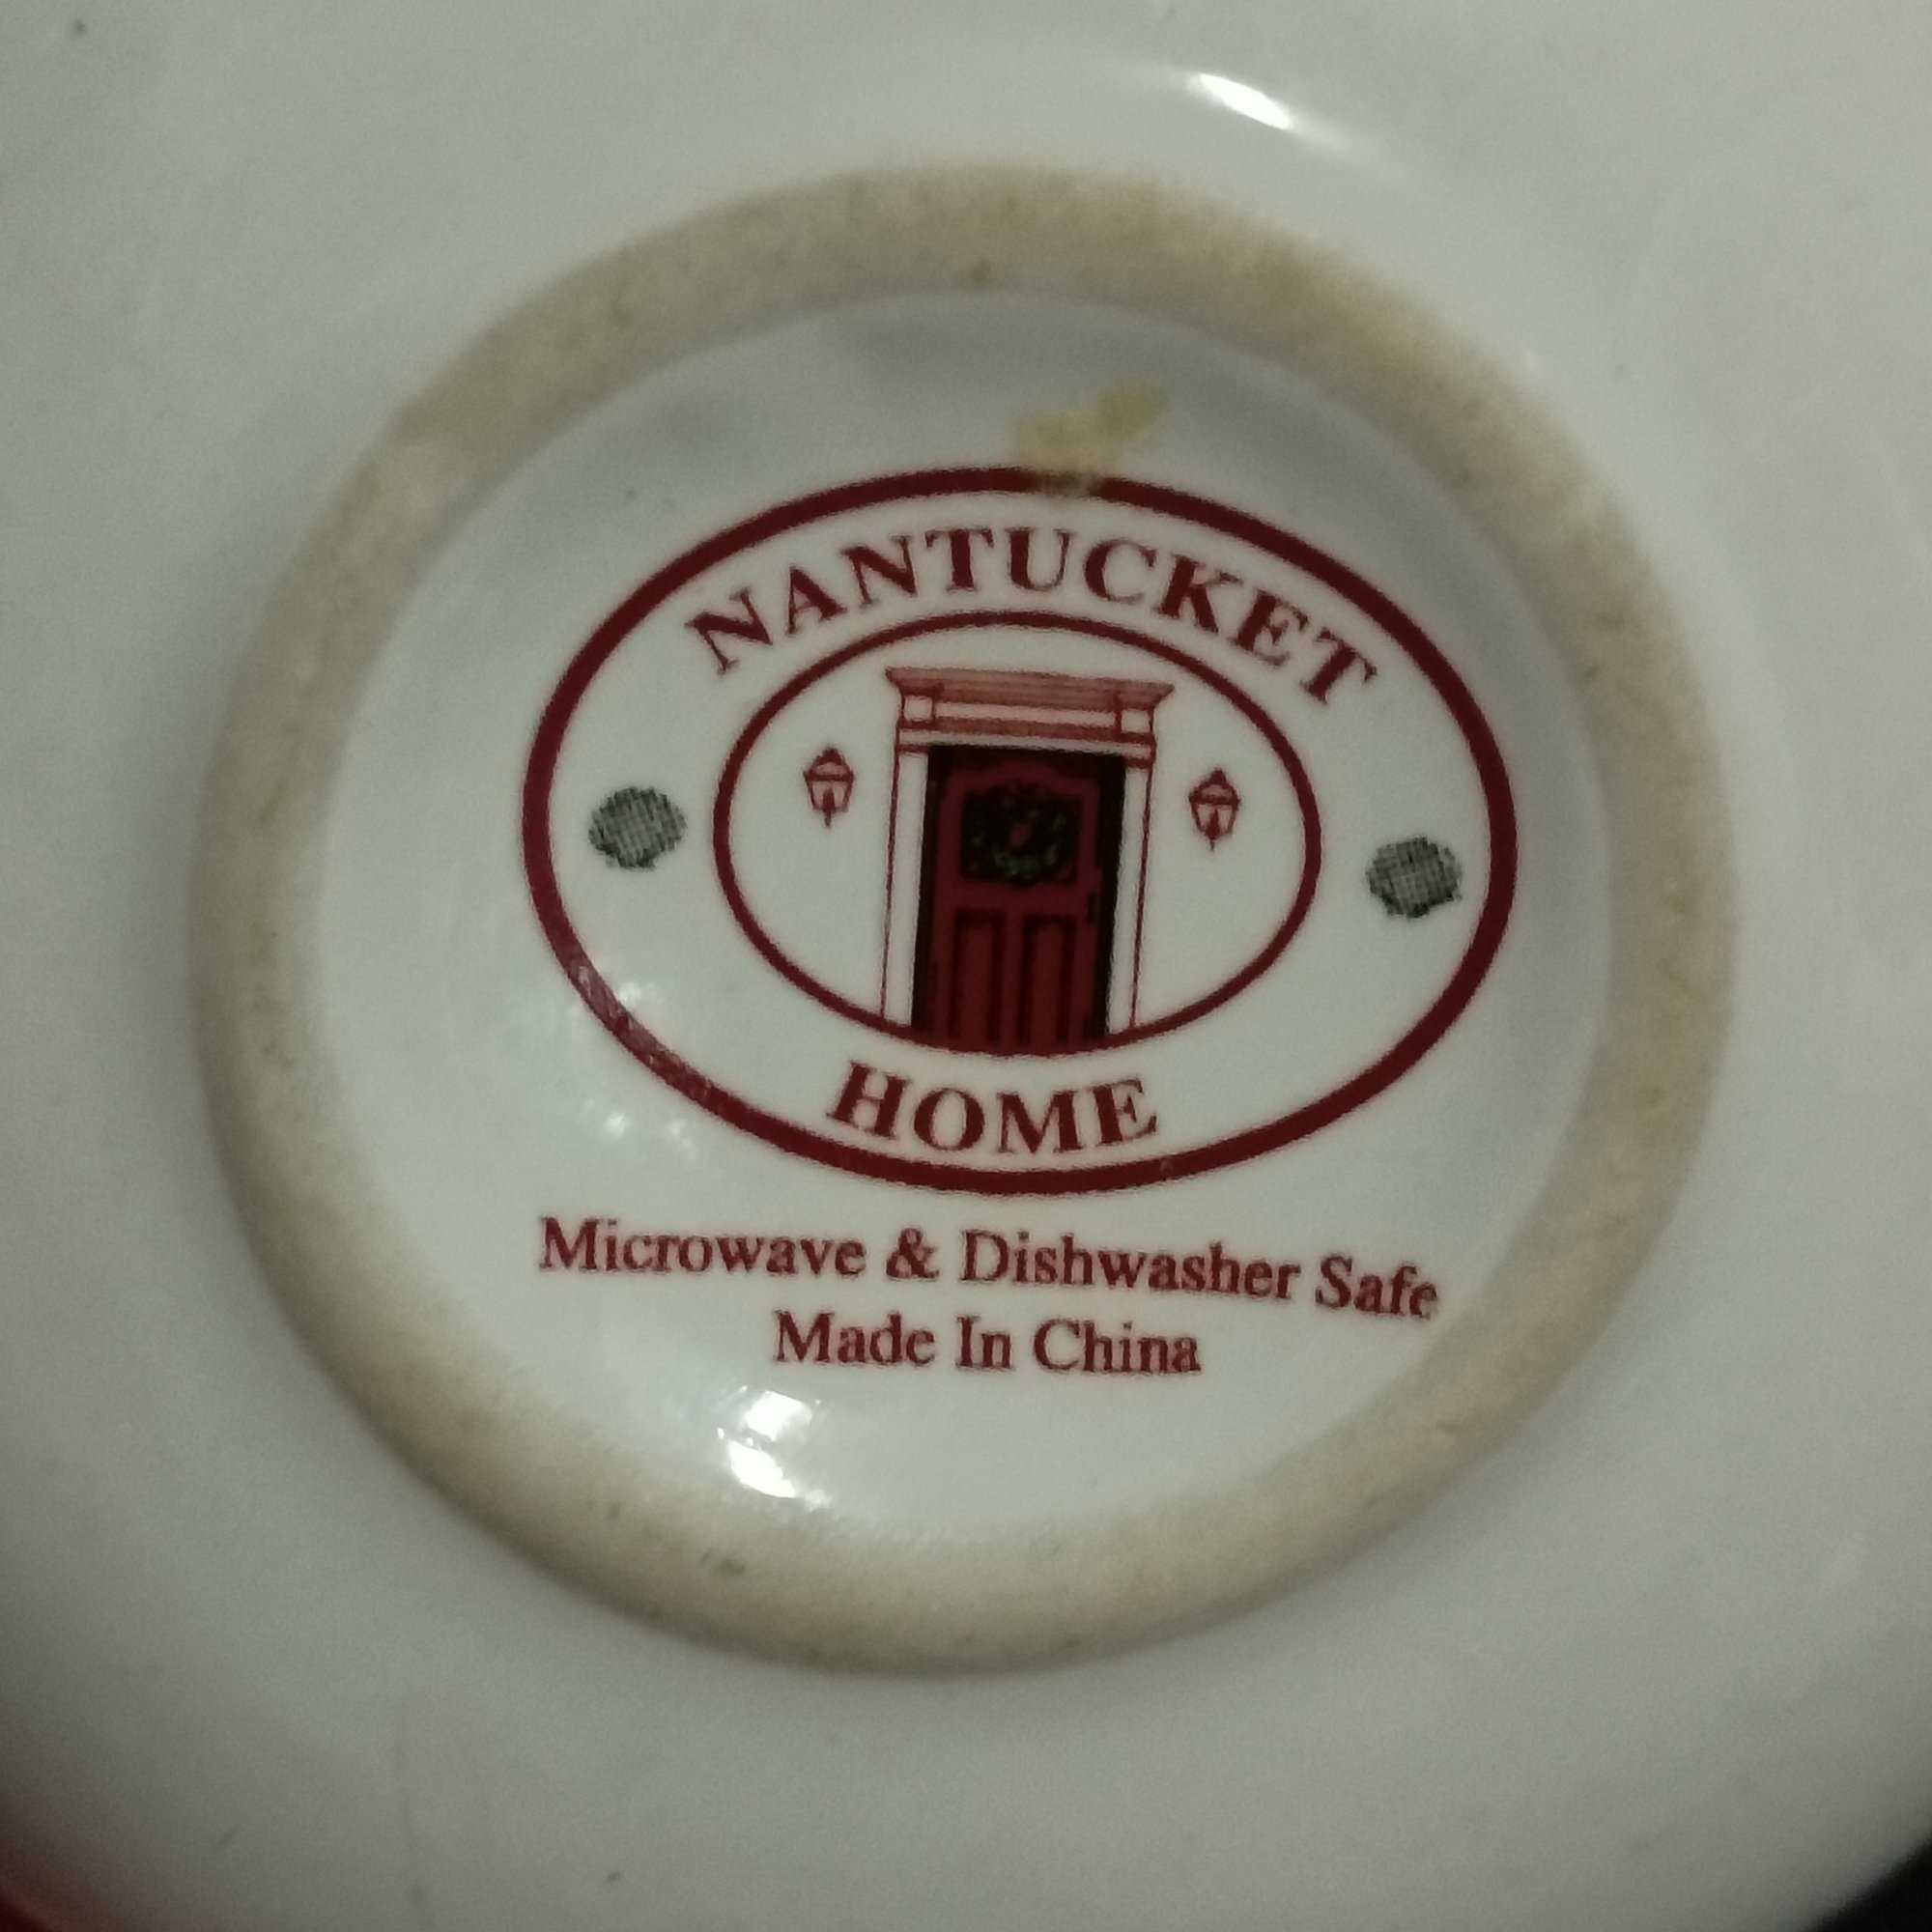 NANTUCKET
HOME
Microwave & Dishwasher Safe
Made In China